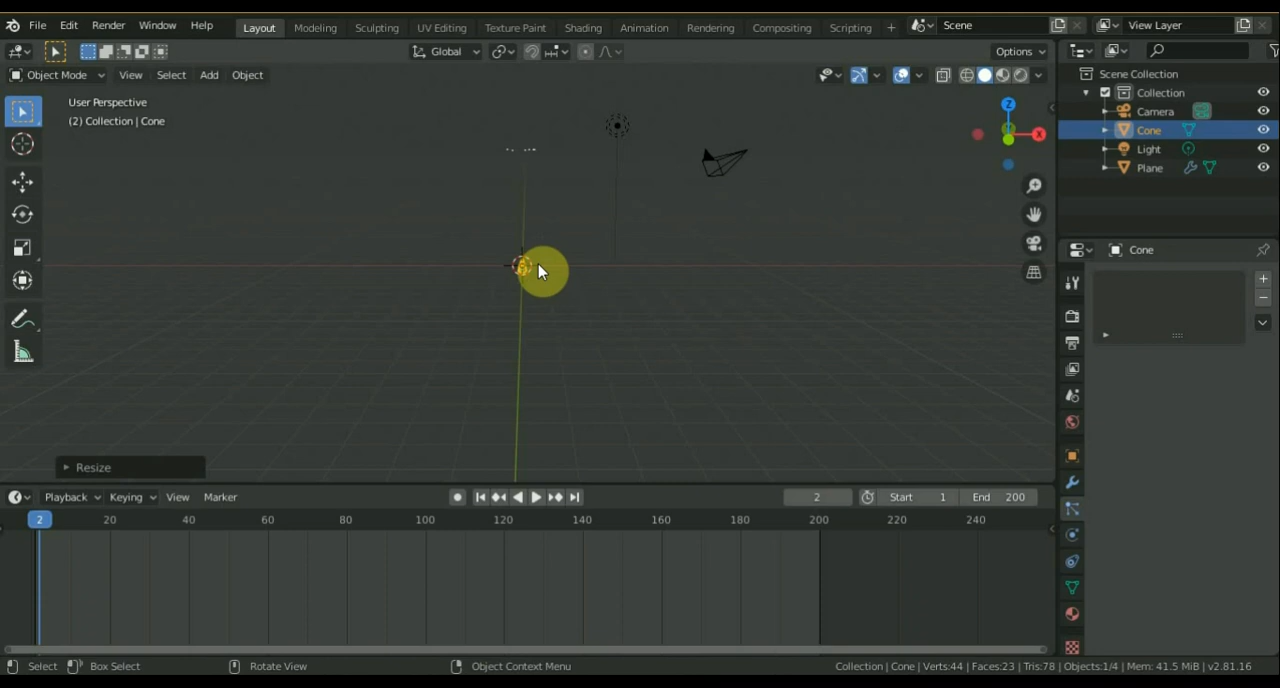 File Edit Render Window Help Layout Modeling Sculpting UV Editing Texture Paint Shading Animation Rendering Compositing Scripting + Scene View Layer
Global Options
Object Mode View Select Add Object
User Perspective
(2) Collection | Cone
Z
X
Scene Collection
Collection
Camera
Cone
Light
Plane
Cone
Resize
Playback Keying View Marker 2 Start 1 End 200
2 20 40 60 80 100 120 140 160 180 200 220 240
Select Box Select Rotate View Object Context Menu Collection | Cone | Verts:44 | Faces:23 | Tris:78 | Objects:1/4 | Mem: 41.5 MiB | v2.81.16